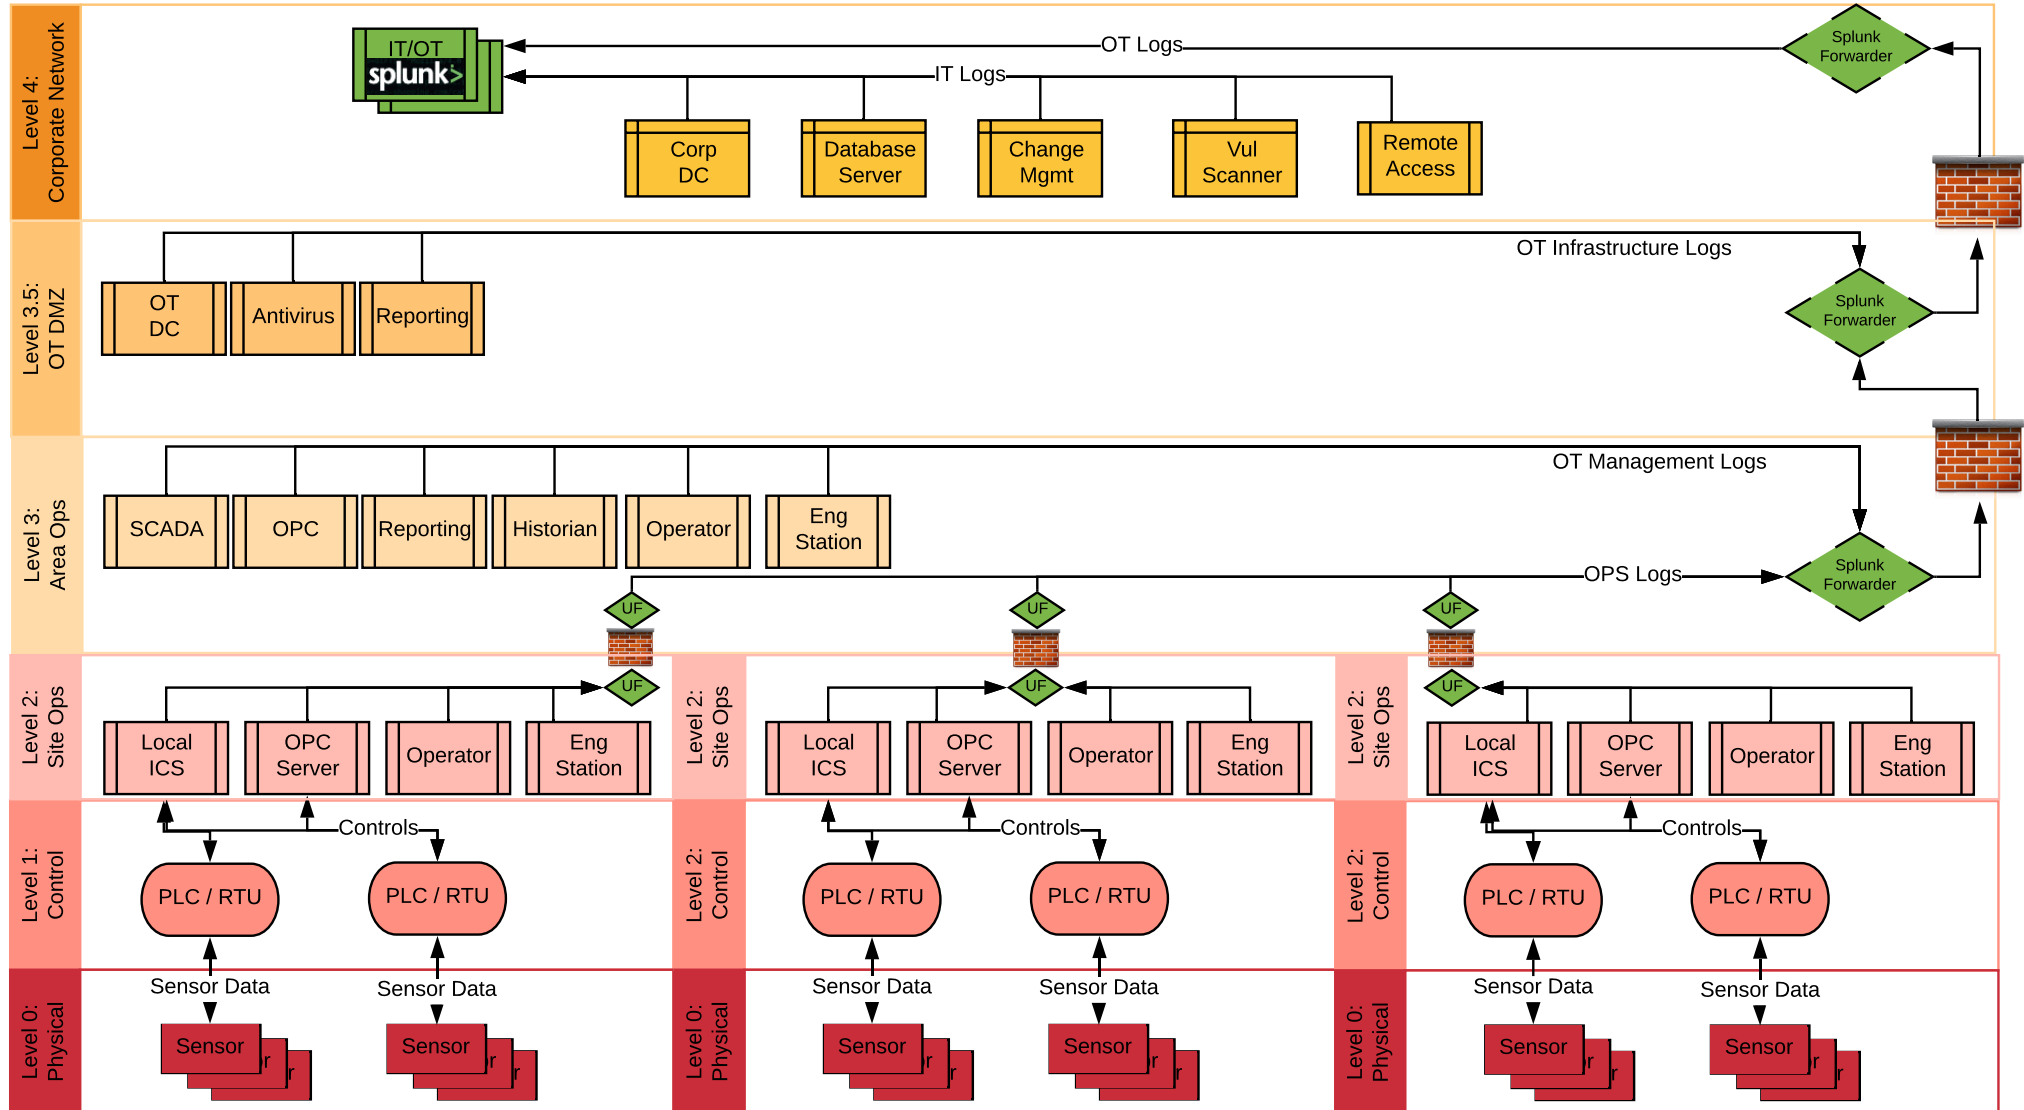 Level 4:
Corporate Network
IT/OT
splunk>
OT Logs
Splunk
Forwarder
IT Logs
Corp
DC
Database
Server
Change
Mgmt
Vul
Scanner
Remote
Access
Level 3.5:
OT DMZ
OT Infrastructure Logs
OT
DC
Antivirus
Reporting
Splunk
Forwarder
Level 3:
Area Ops
OT Management Logs
SCADA
OPC
Reporting
Historian
Operator
Eng
Station
OPS Logs
Splunk
Forwarder
UF
UF
UF
Level 2:
Site Ops
UF
Local
ICS
OPC
Server
Operator
Eng
Station
Level 2:
Site Ops
UF
Local
ICS
OPC
Server
Operator
Eng
Station
Level 2:
Site Ops
UF
Local
ICS
OPC
Server
Operator
Eng
Station
Level 1:
Control
Controls
PLC / RTU
PLC / RTU
Level 2:
Control
Controls
PLC / RTU
PLC / RTU
Level 2:
Control
Controls
PLC / RTU
PLC / RTU
Level 0:
Physical
Sensor Data
Sensor Data
Sensor
r
r
Sensor
r
r
Level 0:
Physical
Sensor Data
Sensor Data
Sensor
r
r
Sensor
r
r
Level 0:
Physical
Sensor Data
Sensor Data
Sensor
r
r
Sensor
r
r